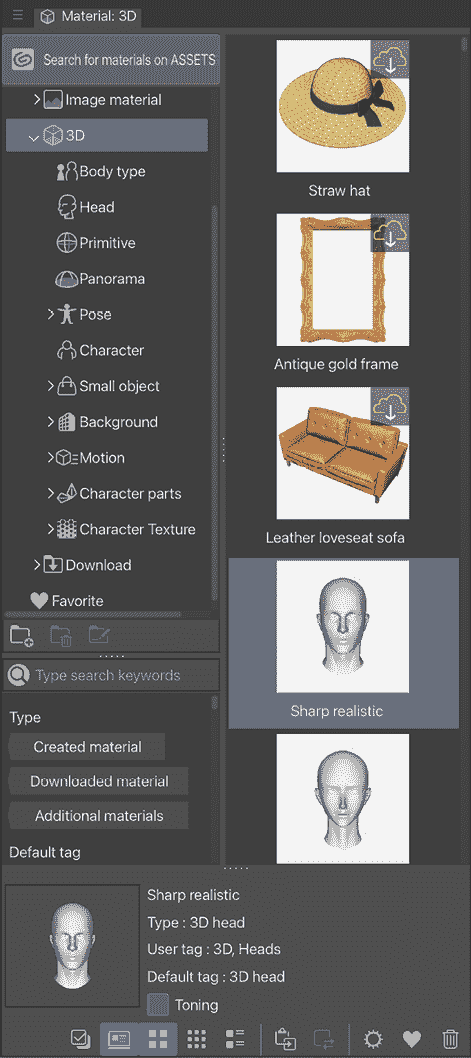 Material: 3D
Search for materials on ASSETS
Image material
3D
Body type
Head
Primitive
Panorama
Pose
Character
Small object
Background
Motion
Character parts
Character Texture
Download
Favorite
Type search keywords
Type
Created material
Downloaded material
Additional materials
Default tag
Straw hat
Antique gold frame
Leather loveseat sofa
Sharp realistic
Sharp realistic
Type : 3D head
User tag : 3D, Heads
Default tag : 3D head
Toning